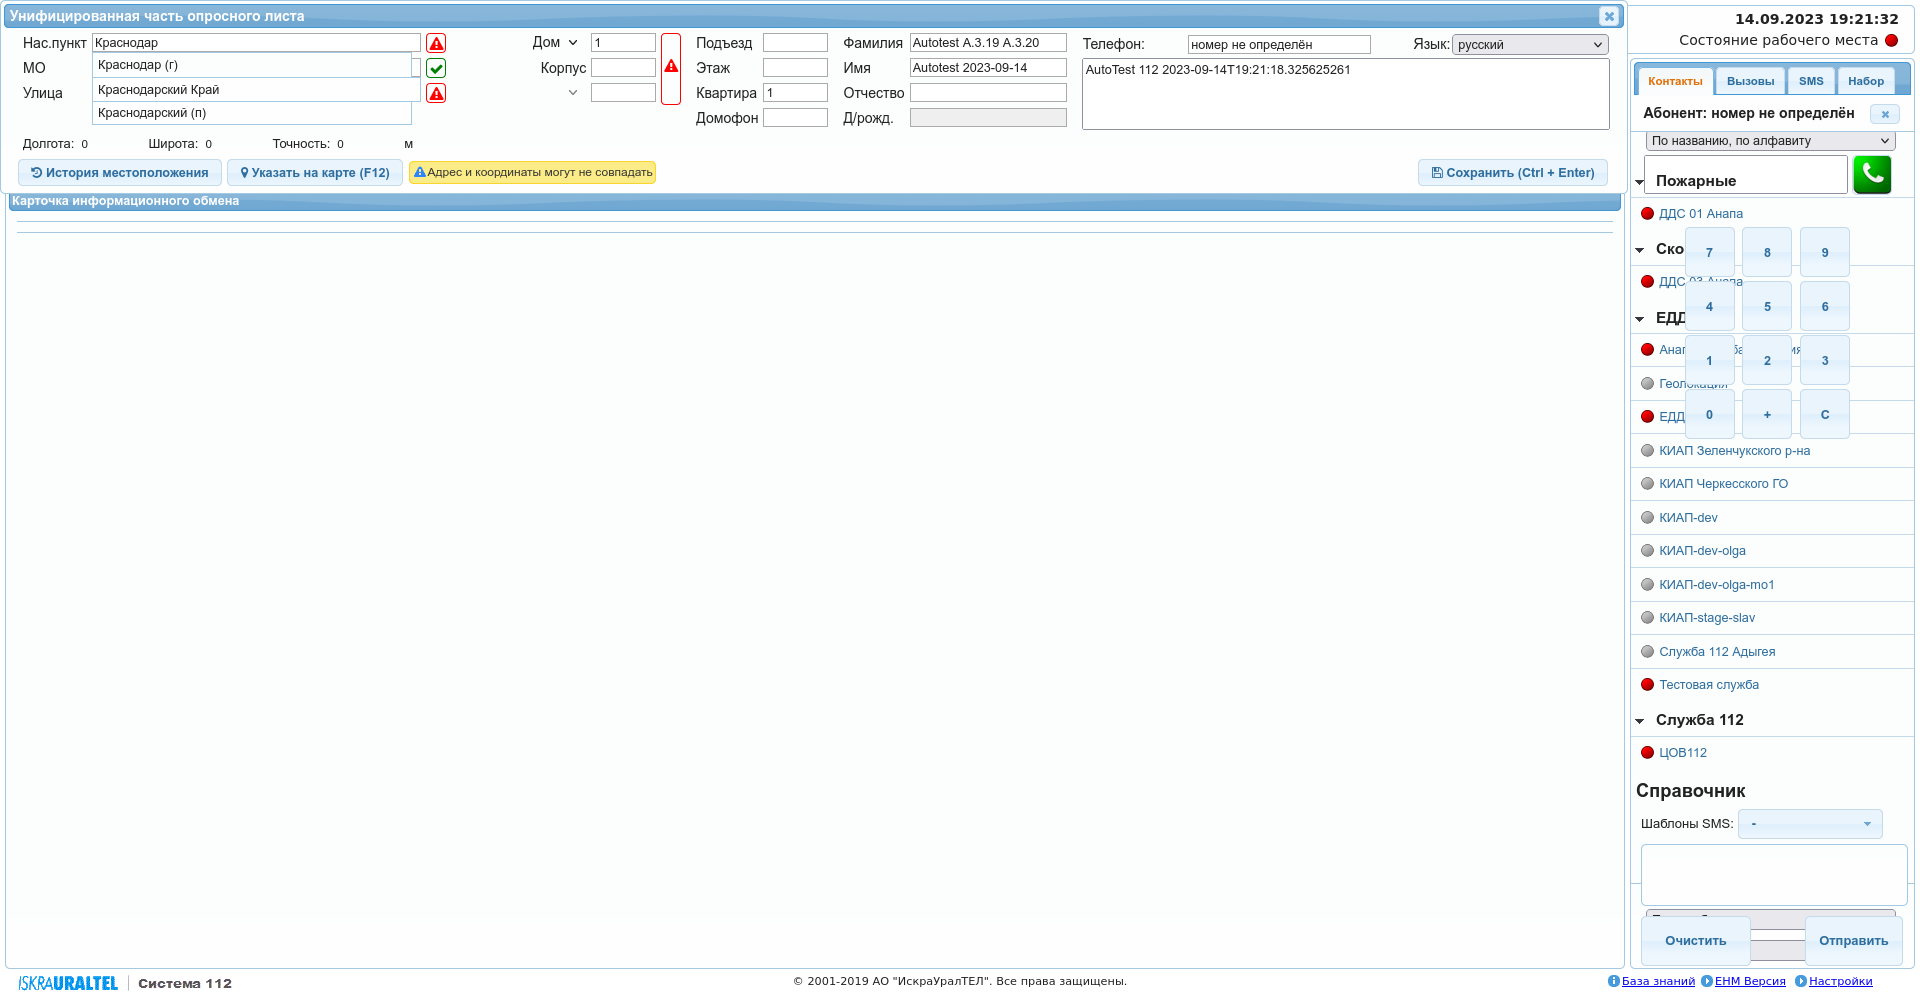 Унифицированная часть опросного листа
14.09.2023 19:21:32
Состояние рабочего места
Нас.пункт Краснодар
Краснодар (г)
Краснодарский Край
Краснодарский (п)
МО
Улица
Дом 1
Корпус
Подъезд
Этаж
Квартира 1
Домофон
Фамилия Autotest А.3.19 А.3.20
Имя Autotest 2023-09-14
Отчество
Д/рожд.
Телефон: номер не определён
Язык: русский
AutoTest 112 2023-09-14T19:21:18.325625261
Долгота: 0 Широта: 0 Точность: 0 м
История местоположения
Указать на карте (F12)
Адрес и координаты могут не совпадать
Сохранить (Ctrl + Enter)
Карточка информационного обмена
Контакты Вызовы SMS Набор
Абонент: номер не определён
По названию, по алфавиту
Пожарные
ДДС 01 Анапа
Ско
7 8 9
ДДС 03 Анапа
4 5 6
ЕДД
1 2 3
Геолокация
0 + C
ЕДД
КИАП Зеленчукского р-на
КИАП Черкесского ГО
КИАП-dev
КИАП-dev-olga
КИАП-dev-olga-mo1
КИАП-stage-slav
Служба 112 Адыгея
Тестовая служба
Служба 112
ЦОВ112
Справочник
Шаблоны SMS: -
Очистить Отправить
ISKRAURALTEL Система 112
© 2001-2019 АО "ИскраУралТЕЛ". Все права защищены.
База знаний ЕНМ Версия Настройки